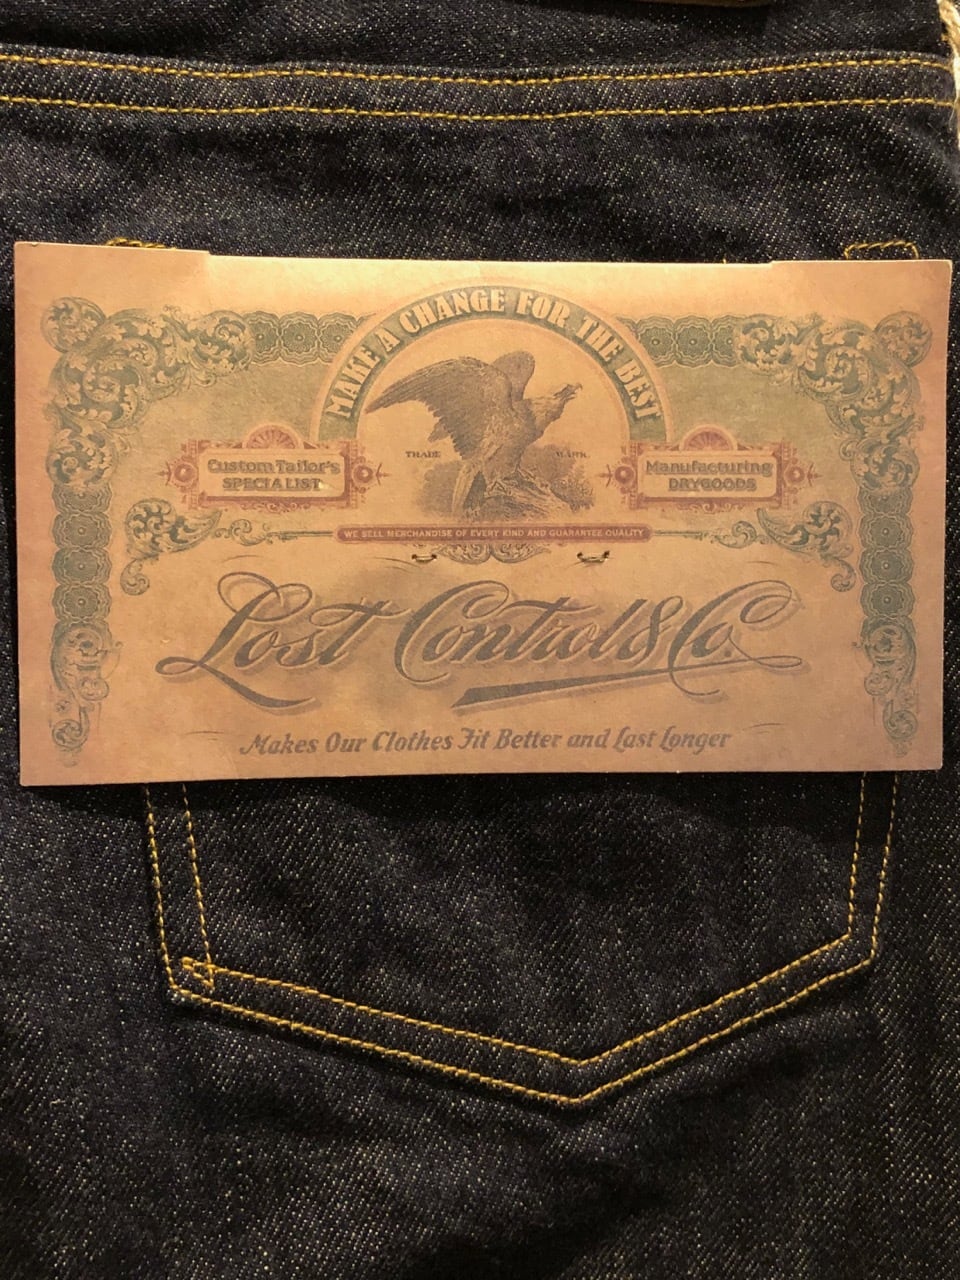 MAKE A CHANGE FOR THE BEST
TRADE MARK.
Custom Tailor's
SPECIALIST
Manufacturing
DRYGOODS
WE SELL MERCHANDISE OF EVERY KIND AND GUARANTEE QUALITY
Lost Control & Co.
Makes Our Clothes Fit Better and Last Longer